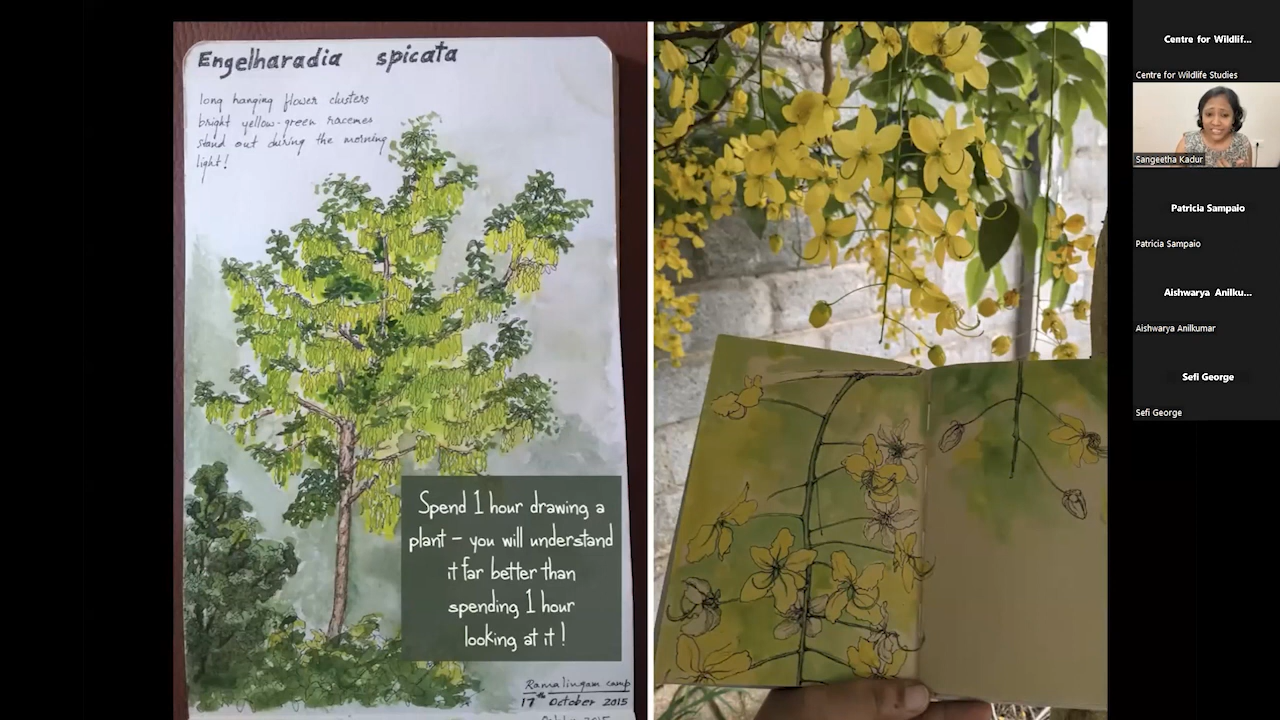 Engelharadia spicata
long hanging flower clusters
bright yellow-green racemes
stand out during the morning
light!
Spend 1 hour drawing a
plant – you will understand
it far better than
spending 1 hour
looking at it!
Ramalingam camp
17th October 2015
October 2015
Centre for Wildlif...
Centre for Wildlife Studies
Sangeetha Kadur
Patricia Sampaio
Patricia Sampaio
Aishwarya Anilku...
Aishwarya Anilkumar
Sefi George
Sefi George